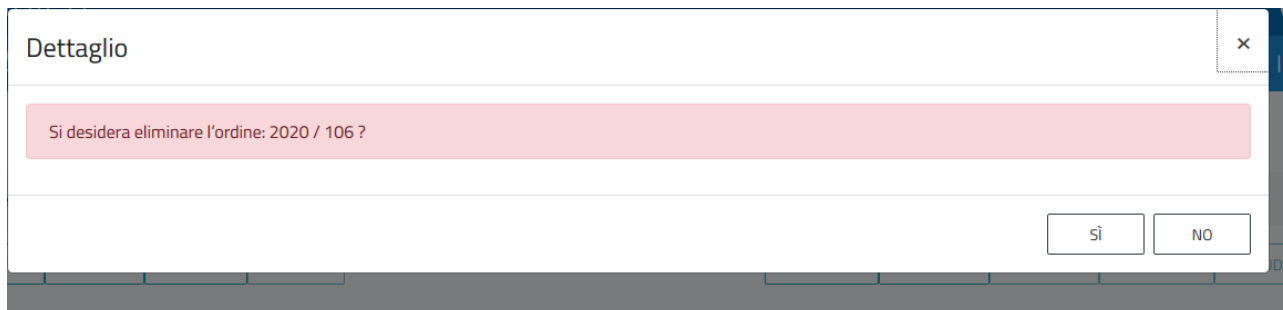 Dettaglio
×
Si desidera eliminare l'ordine: 2020 / 106 ?
SÌ
NO